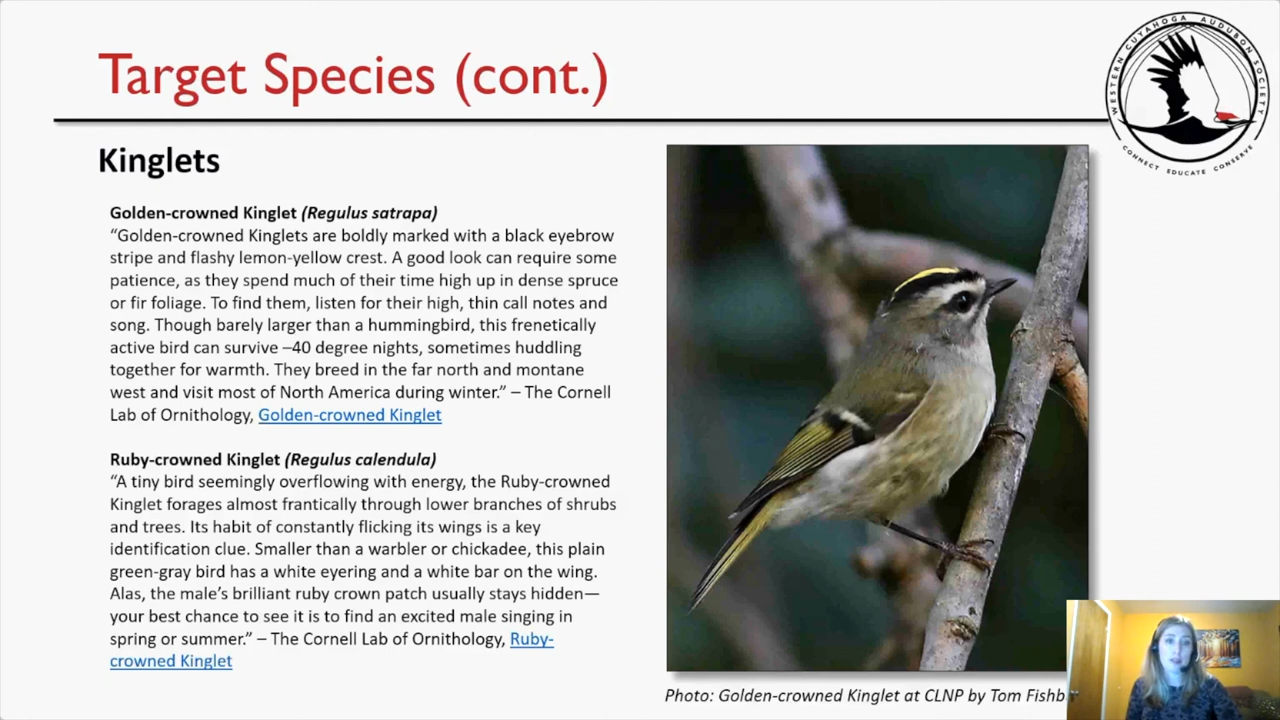 Target Species (cont.)
WESTERN CUYAHOGA AUDUBON SOCIETY
CONNECT EDUCATE CONSERVE
Kinglets
Golden-crowned Kinglet (Regulus satrapa)
“Golden-crowned Kinglets are boldly marked with a black eyebrow
stripe and flashy lemon-yellow crest. A good look can require some
patience, as they spend much of their time high up in dense spruce
or fir foliage. To find them, listen for their high, thin call notes and
song. Though barely larger than a hummingbird, this frenetically
active bird can survive –40 degree nights, sometimes huddling
together for warmth. They breed in the far north and montane
west and visit most of North America during winter.” – The Cornell
Lab of Ornithology, Golden-crowned Kinglet
Ruby-crowned Kinglet (Regulus calendula)
“A tiny bird seemingly overflowing with energy, the Ruby-crowned
Kinglet forages almost frantically through lower branches of shrubs
and trees. Its habit of constantly flicking its wings is a key
identification clue. Smaller than a warbler or chickadee, this plain
green-gray bird has a white eyering and a white bar on the wing.
Alas, the male’s brilliant ruby crown patch usually stays hidden—
your best chance to see it is to find an excited male singing in
spring or summer.” – The Cornell Lab of Ornithology, Ruby-
crowned Kinglet
Photo: Golden-crowned Kinglet at CLNP by Tom